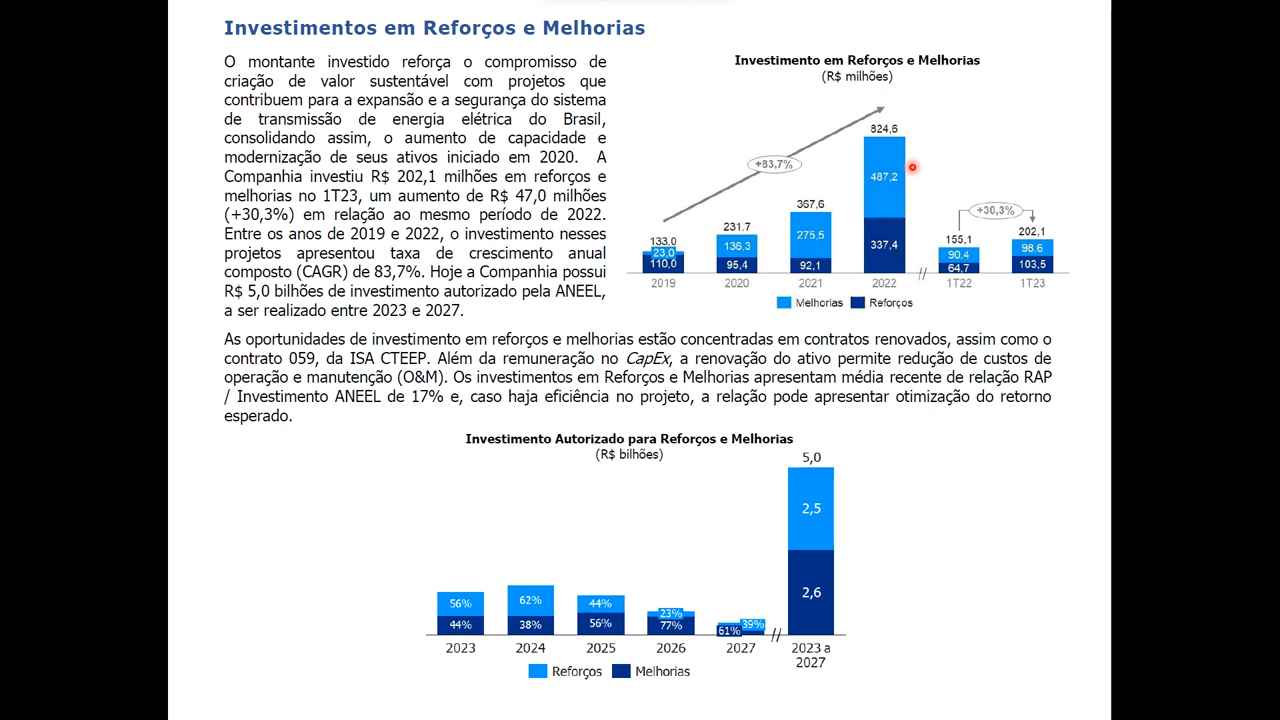 Investimentos em Reforços e Melhorias
O montante investido reforça o compromisso de
criação de valor sustentável com projetos que
contribuem para a expansão e a segurança do sistema
de transmissão de energia elétrica do Brasil,
consolidando assim, o aumento de capacidade e
modernização de seus ativos iniciado em 2020. A
Companhia investiu R$ 202,1 milhões em reforços e
melhorias no 1T23, um aumento de R$ 47,0 milhões
(+30,3%) em relação ao mesmo período de 2022.
Entre os anos de 2019 e 2022, o investimento nesses
projetos apresentou taxa de crescimento anual
composto (CAGR) de 83,7%. Hoje a Companhia possui
R$ 5,0 bilhões de investimento autorizado pela ANEEL,
a ser realizado entre 2023 e 2027.
Investimento em Reforços e Melhorias
(R$ milhões)
824,6
+83,7%
487,2
367,6
275,5
337,4
+30,3%
231,7
202,1
133,0
155,1
136,3
98,6
23,0
90,4
110,0
95,4
92,1
64,7
103,5
2019 2020 2021 2022 // 1T22 1T23
Melhorias Reforços
As oportunidades de investimento em reforços e melhorias estão concentradas em contratos renovados, assim como o
contrato 059, da ISA CTEEP. Além da remuneração no CapEx, a renovação do ativo permite redução de custos de
operação e manutenção (O&M). Os investimentos em Reforços e Melhorias apresentam média recente de relação RAP
/ Investimento ANEEL de 17% e, caso haja eficiência no projeto, a relação pode apresentar otimização do retorno
esperado.
Investimento Autorizado para Reforços e Melhorias
(R$ bilhões)
5,0
2,5
2,6
56% 62% 44% 23% 39%
44% 38% 56% 77% 61% //
2023 2024 2025 2026 2027 2023 a
2027
Reforços Melhorias